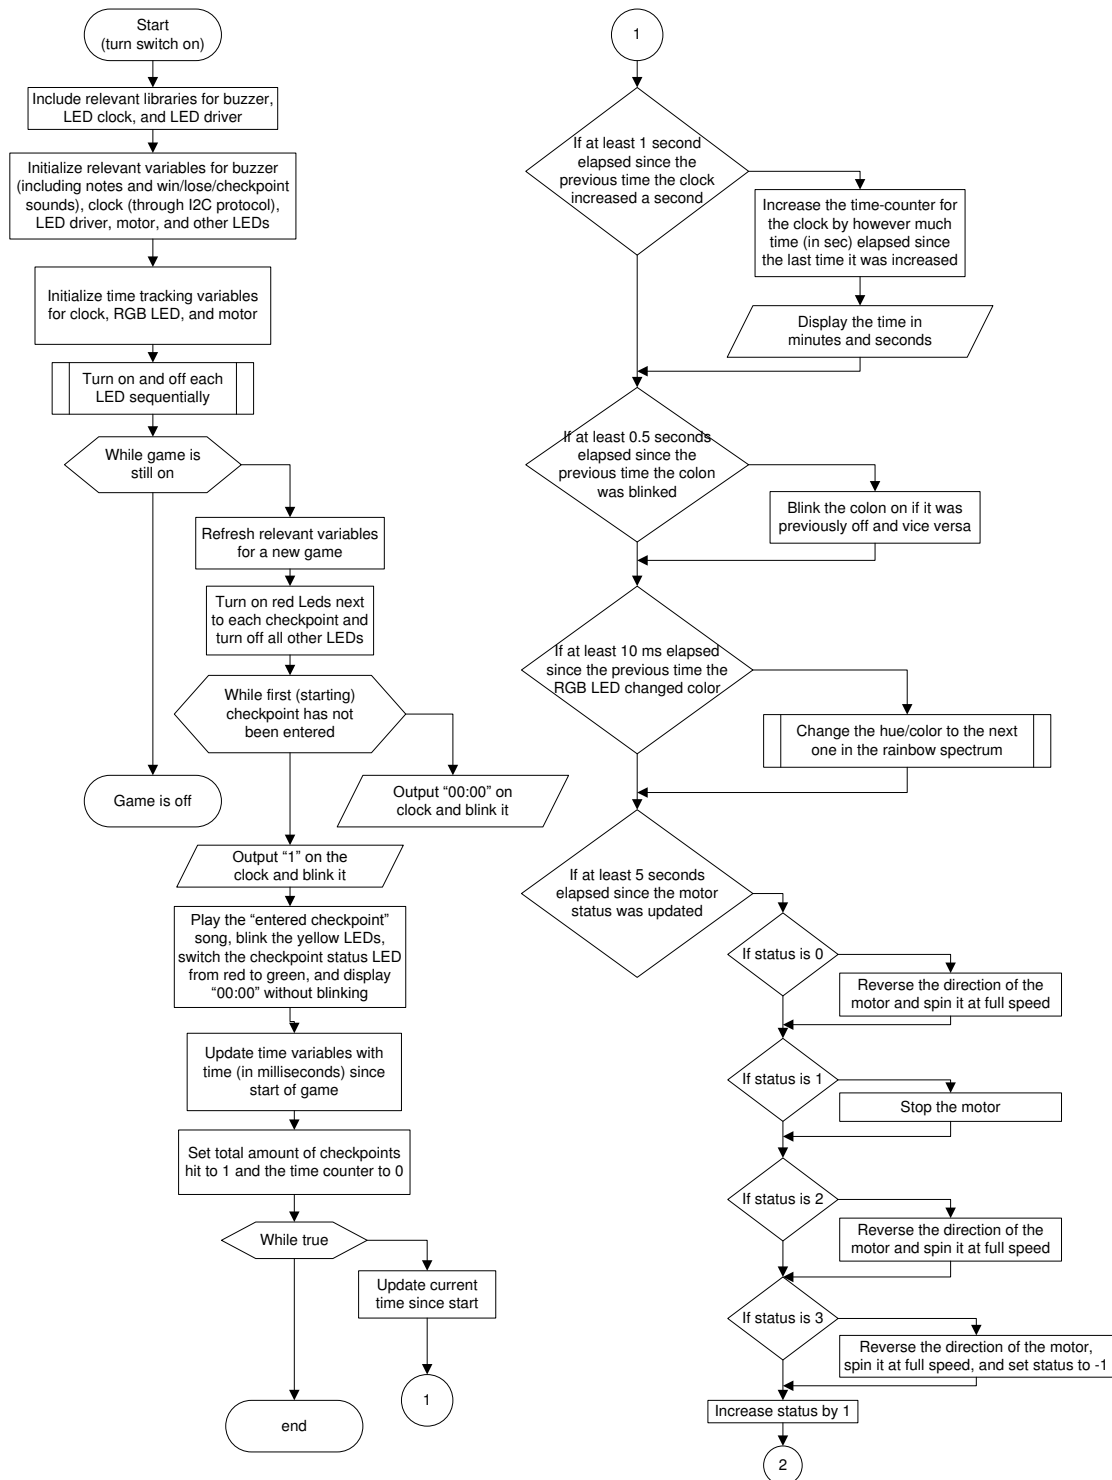 Start
(turn switch on)
Include relevant libraries for buzzer,
LED clock, and LED driver
Initialize relevant variables for buzzer
(including notes and win/lose/checkpoint
sounds), clock (through I2C protocol),
LED driver, motor, and other LEDs
Initialize time tracking variables
for clock, RGB LED, and motor
Turn on and off each
LED sequentially
While game is
still on
Refresh relevant variables
for a new game
Turn on red Leds next
to each checkpoint and
turn off all other LEDs
While first (starting)
checkpoint has not
been entered
Game is off
Output “00:00” on
clock and blink it
Output “1” on the
clock and blink it
Play the “entered checkpoint”
song, blink the yellow LEDs,
switch the checkpoint status LED
from red to green, and display
“00:00” without blinking
Update time variables with
time (in milliseconds) since
start of game
Set total amount of checkpoints
hit to 1 and the time counter to 0
While true
Update current
time since start
1
end
1
If at least 1 second
elapsed since the
previous time the clock
increased a second
Increase the time-counter for
the clock by however much
time (in sec) elapsed since
the last time it was increased
Display the time in
minutes and seconds
If at least 0.5 seconds
elapsed since the
previous time the colon
was blinked
Blink the colon on if it was
previously off and vice versa
If at least 10 ms elapsed
since the previous time the
RGB LED changed color
Change the hue/color to the next
one in the rainbow spectrum
If at least 5 seconds
elapsed since the motor
status was updated
If status is 0
Reverse the direction of the
motor and spin it at full speed
If status is 1
Stop the motor
If status is 2
Reverse the direction of the
motor and spin it at full speed
If status is 3
Reverse the direction of the motor,
spin it at full speed, and set status to -1
Increase status by 1
2